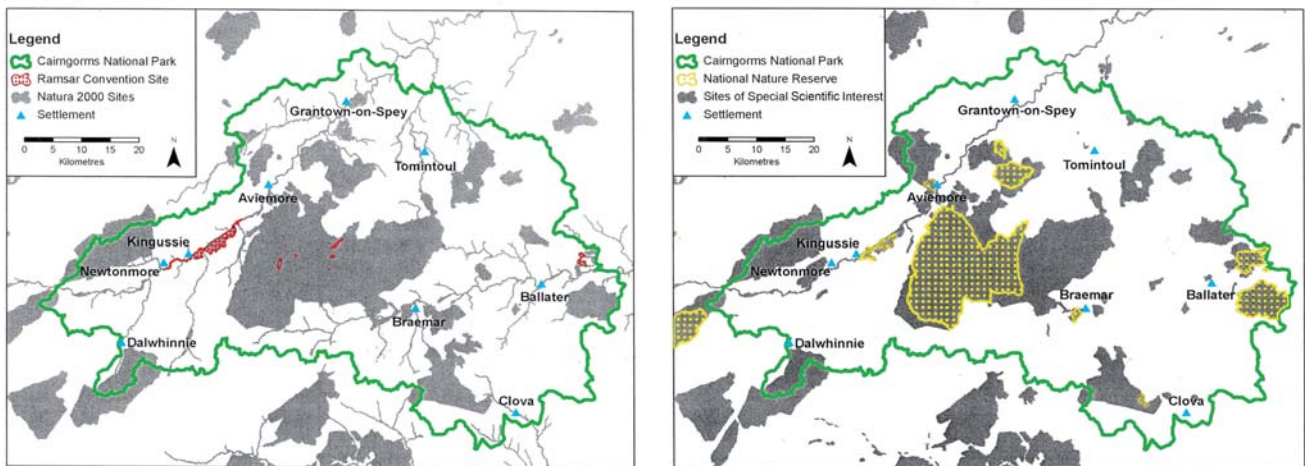 Legend
Cairngorms National Park
Ramsar Convention Site
Natura 2000 Sites
Settlement
0 5 10 20
Kilometres
N
Grantown-on-Spey
Tomintoul
Aviemore
Kingussie
Newtonmore
Ballater
Braemar
Dalwhinnie
Clova
Legend
Cairngorms National Park
National Nature Reserve
Sites of Special Scientific Interest
Settlement
0 5 10 20
Kilometres
N
Grantown-on-Spey
Tomintoul
Aviemore
Kingussie
Newtonmore
Ballater
Braemar
Dalwhinnie
Clova